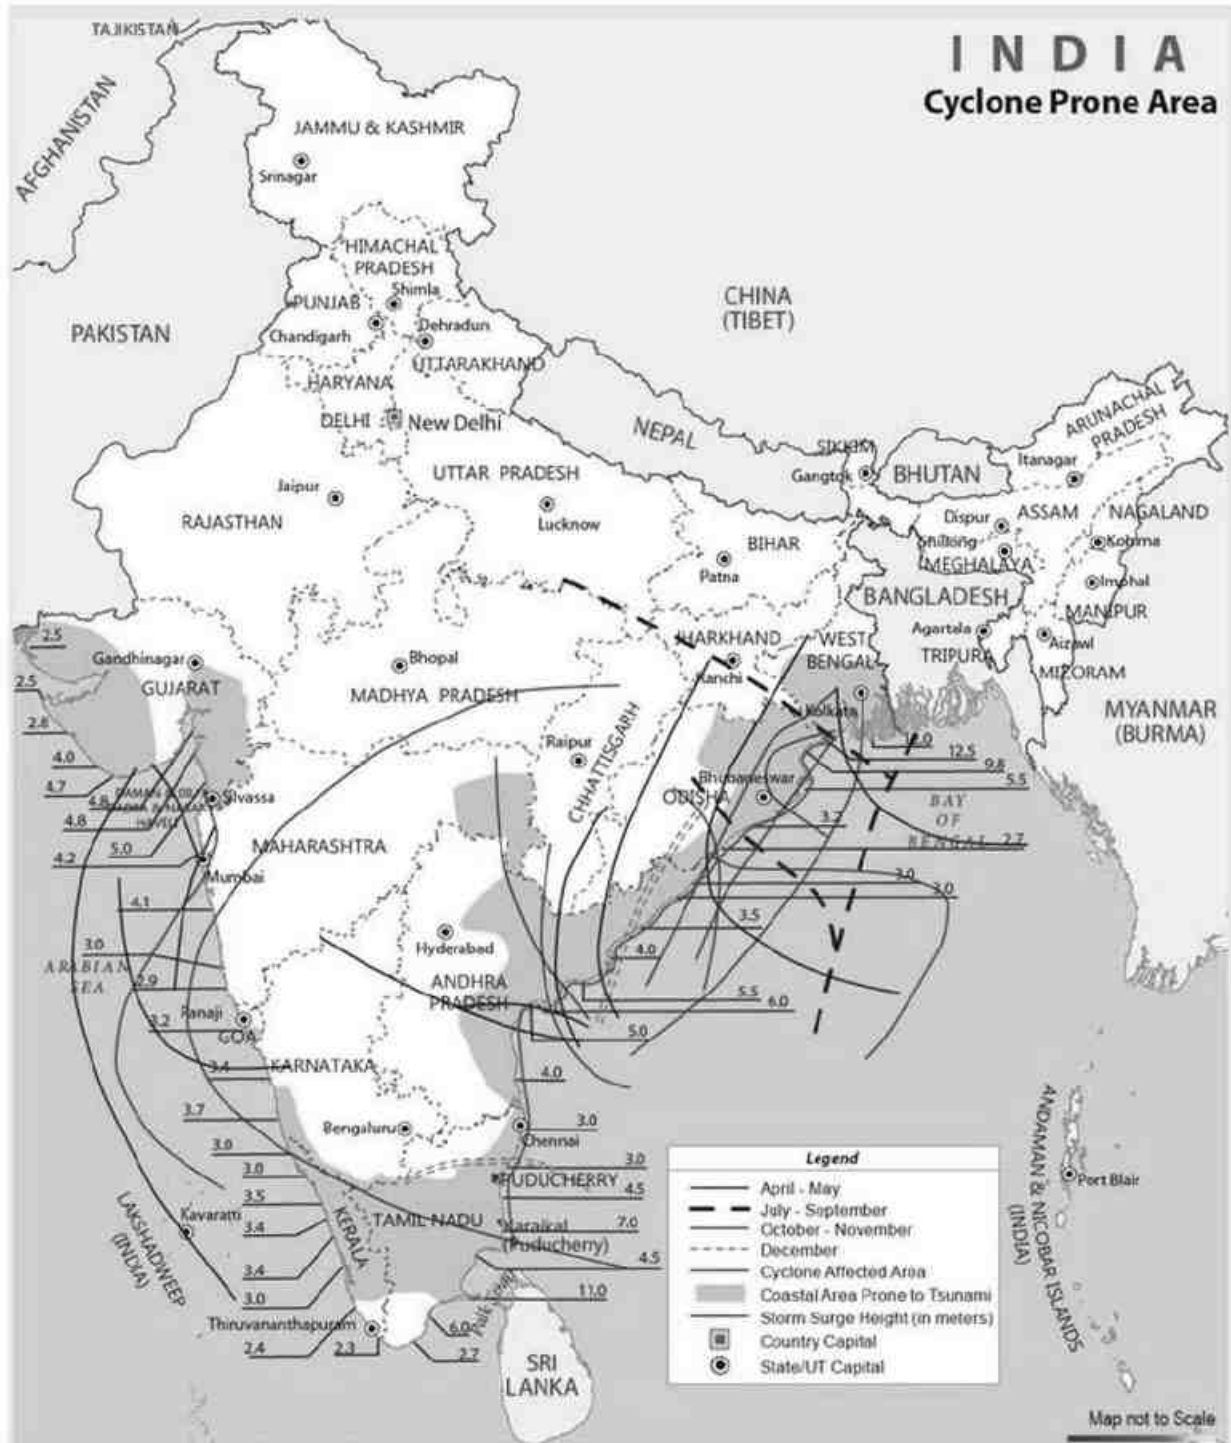 INDIA
Cyclone Prone Area
TAJIKISTAN
AFGHANISTAN
JAMMU & KASHMIR
Srinagar
HIMACHAL
PRADESH
Shimla
PUNJAB
Chandigarh
Dehradun
UTTARAKHAND
PAKISTAN
CHINA
(TIBET)
HARYANA
DELHI
New Delhi
NEPAL
SIKKIM
Gangtok
BHUTAN
ARUNACHAL
PRADESH
Itanagar
UTTAR PRADESH
Lucknow
Jaipur
RAJASTHAN
BIHAR
Patna
Dispur
ASSAM
NAGALAND
Shillong
Kohima
MEGHALAYA
Imphal
MANIPUR
BANGLADESH
Agartala
TRIPURA
Aizawl
MIZORAM
MYANMAR
(BURMA)
JHARKHAND
Ranchi
WEST
BENGAL
Kolkata
Gandhinagar
GUJARAT
Bhopal
MADHYA PRADESH
Raipur
CHHATTISGARH
Bhubaneswar
ODISHA
Silvassa
HAVELI
MAHARASHTRA
Mumbai
Hyderabad
ANDHRA
PRADESH
ARABIAN
SEA
BAY
OF
BENGAL
Panaji
GOA
KARNATAKA
Bengaluru
Chennai
PUDUCHERRY
Karaikal
(Puducherry)
TAMIL NADU
KERALA
Kavaratti
LAKSHADWEEP
(INDIA)
Thiruvananthapuram
SRI
LANKA
Port Blair
ANDAMAN & NICOBAR ISLANDS
(INDIA)
2.5
2.5
2.8
4.0
4.7
4.8
4.8
5.0
4.2
4.1
3.0
2.9
3.2
3.4
3.7
3.0
3.0
3.5
3.4
3.4
3.0
2.4
2.3
2.7
6.0
11.0
4.5
7.0
4.5
3.0
3.0
4.0
5.0
6.0
5.5
4.0
3.5
3.0
3.0
2.7
3.2
5.5
9.8
12.5
Legend
April - May
July - September
October - November
December
Cyclone Affected Area
Coastal Area Prone to Tsunami
Storm Surge Height (in meters)
Country Capital
State/UT Capital
Map not to Scale